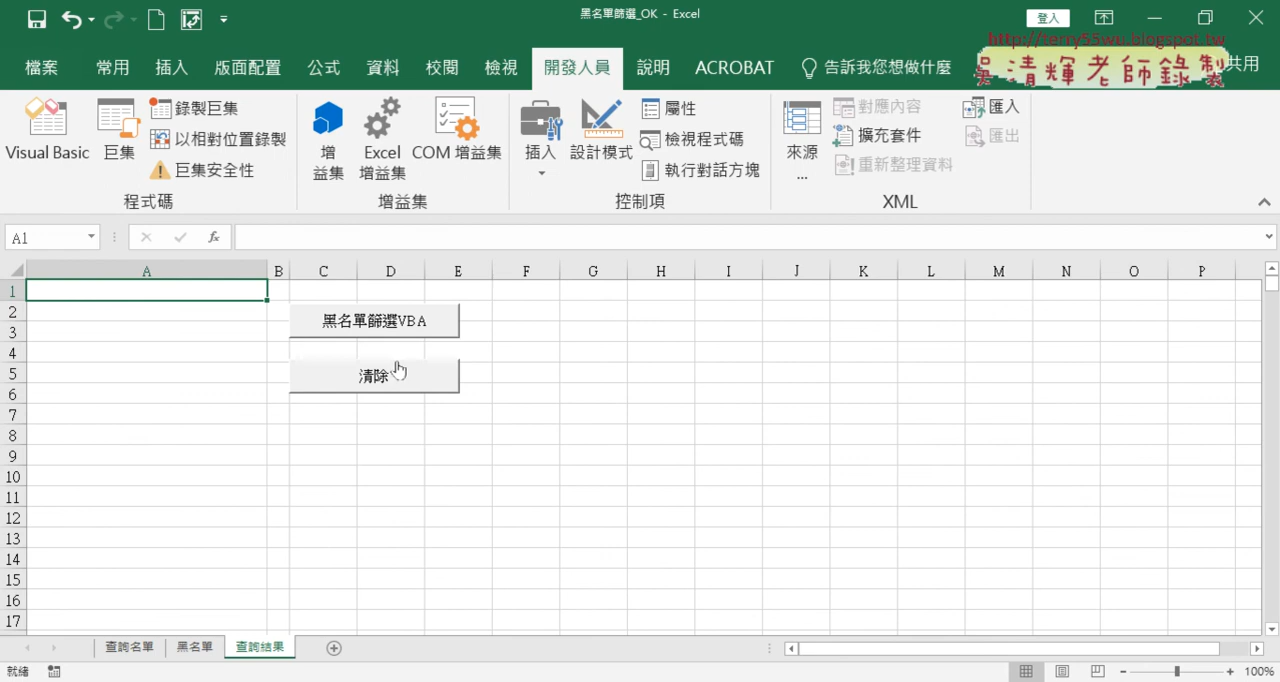 黑名單篩選_OK - Excel
登入
http://terry55wu.blogspot.tw
吳清輝老師錄製
檔案 常用 插入 版面配置 公式 資料 校閱 檢視 開發人員 說明 ACROBAT 告訴我您想做什麼 共用
Visual Basic
巨集
錄製巨集
以相對位置錄製
巨集安全性
程式碼
增
益集
Excel
增益集
COM 增益集
增益集
插入
設計模式
屬性
檢視程式碼
執行對話方塊
控制項
來源
...
對應內容
擴充套件
重新整理資料
匯入
匯出
XML
A1
fx
A B C D E F G H I J K L M N O P
1
2
3
4
5
6
7
8
9
10
11
12
13
14
15
16
17
黑名單篩選VBA
清除
查詢名單 黑名單 查詢結果
就緒
100%